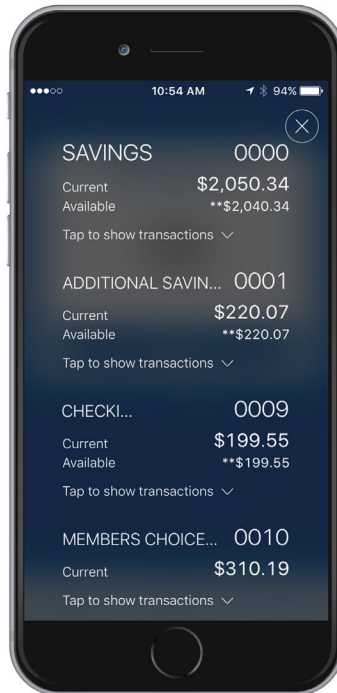 10:54 AM 94%
SAVINGS 0000
Current $2,050.34
Available **$2,040.34
Tap to show transactions
ADDITIONAL SAVIN... 0001
Current $220.07
Available **$220.07
Tap to show transactions
CHECKI... 0009
Current $199.55
Available **$199.55
Tap to show transactions
MEMBERS CHOICE... 0010
Current $310.19
Tap to show transactions